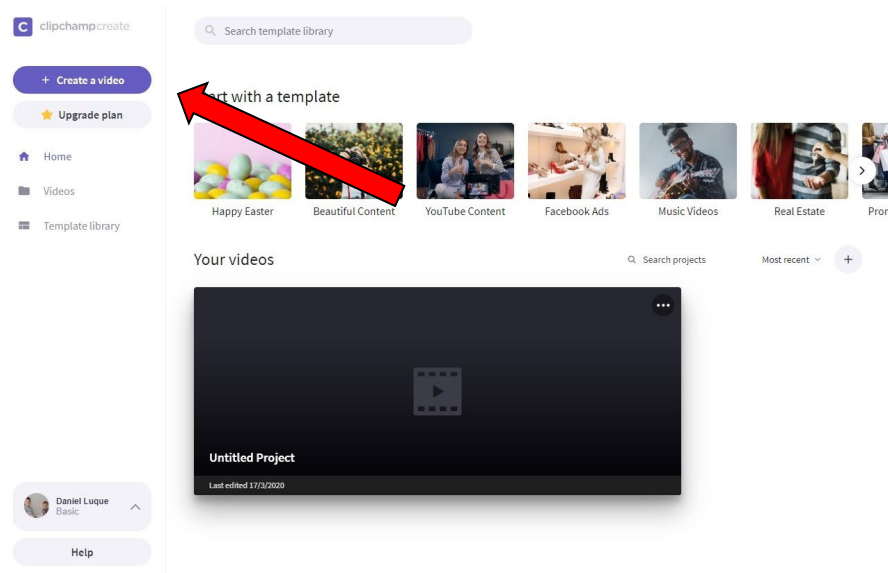 C clipchampcreate
Search template library
+ Create a video
Upgrade plan
Home
Videos
Template library
with a template
Happy Easter
Beautiful Content
YouTube Content
Facebook Ads
Music Videos
Real Estate
Your videos
Search projects
Most recent
+
Untitled Project
Last edited 17/3/2020
Daniel Luque
Basic
Help